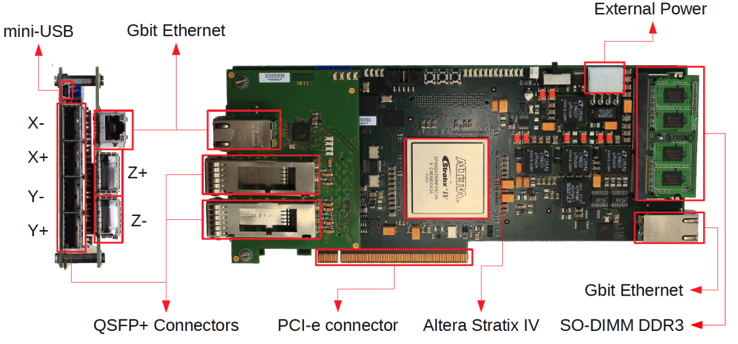 External Power
mini-USB
Gbit Ethernet
X-
X+
Z+
Y-
Z-
Y+
ALTERA
Stratix IV
Gbit Ethernet
QSFP+ Connectors
PCI-e connector
Altera Stratix IV
SO-DIMM DDR3